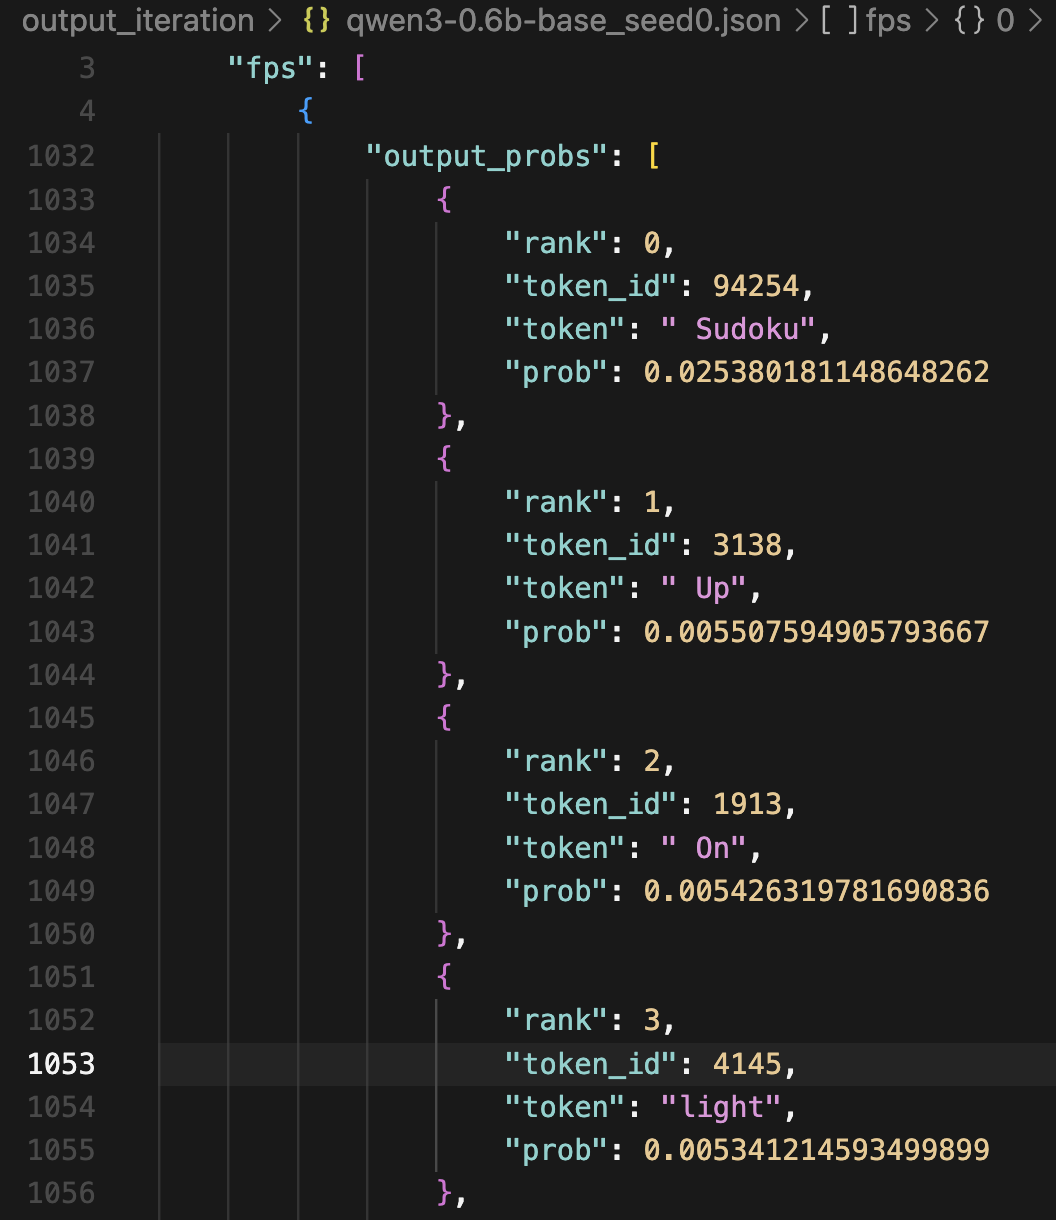 output_iteration > {} qwen3-0.6b-base_seed0.json > [ ] fps > {} 0 >
3 "fps": [
4 {
1032 "output_probs": [
1033 {
1034 "rank": 0,
1035 "token_id": 94254,
1036 "token": " Sudoku",
1037 "prob": 0.025380181148648262
1038 },
1039 {
1040 "rank": 1,
1041 "token_id": 3138,
1042 "token": " Up",
1043 "prob": 0.005507594905793667
1044 },
1045 {
1046 "rank": 2,
1047 "token_id": 1913,
1048 "token": " On",
1049 "prob": 0.005426319781690836
1050 },
1051 {
1052 "rank": 3,
1053 "token_id": 4145,
1054 "token": "light",
1055 "prob": 0.005341214593499899
1056 },